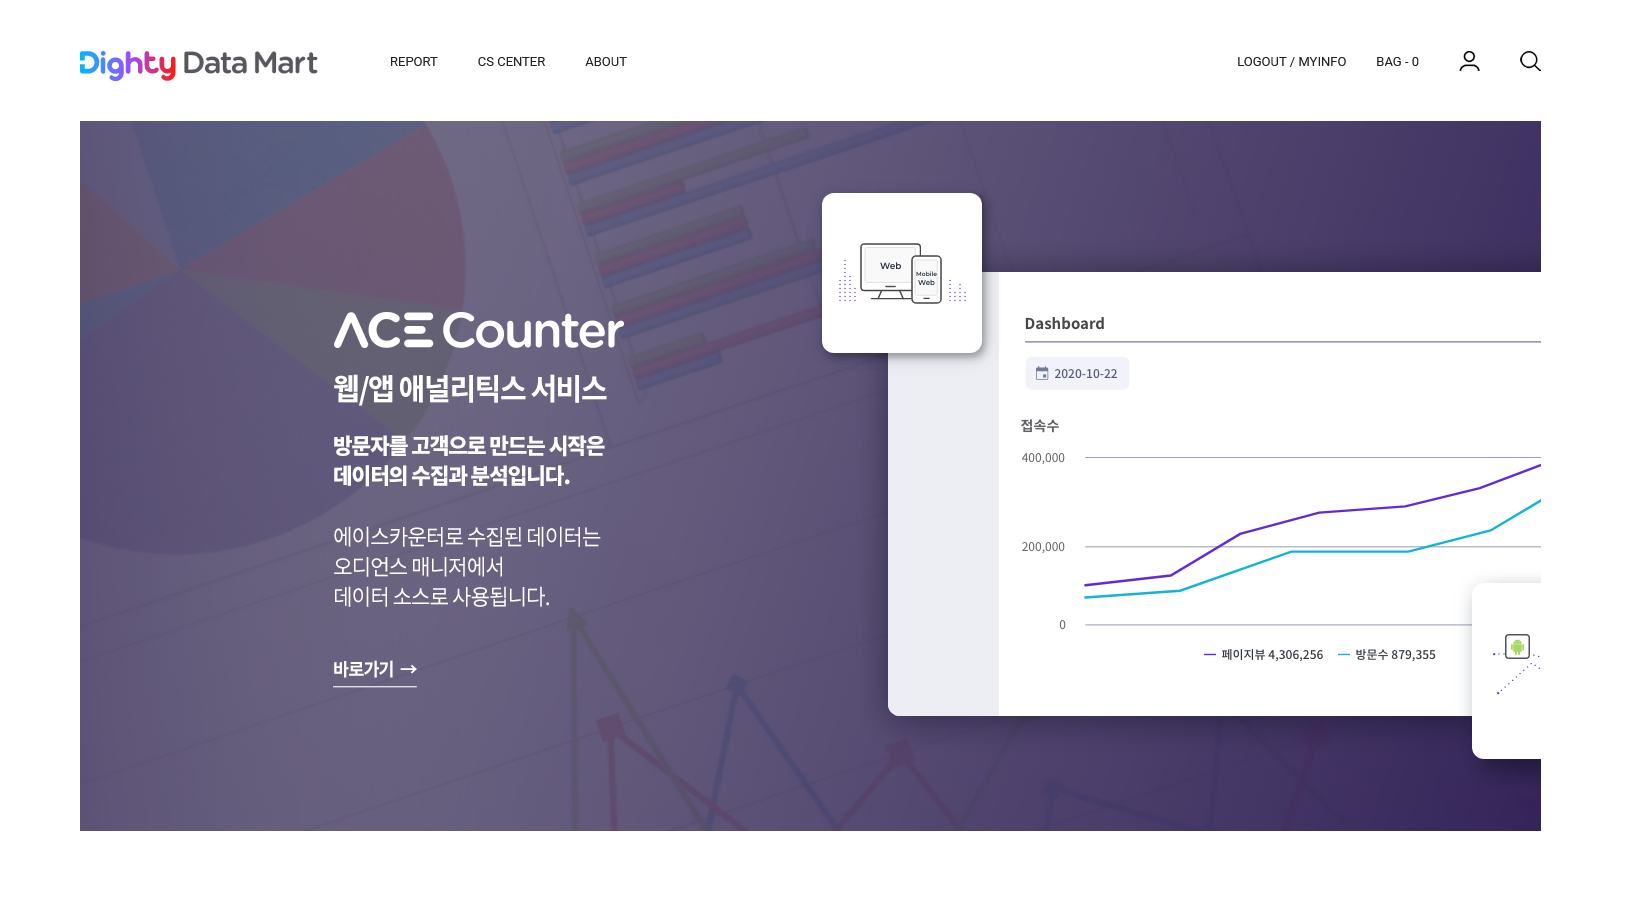 Dighty Data Mart
REPORT
CS CENTER
ABOUT
LOGOUT / MYINFO
BAG - 0
ACE Counter
웹/앱 애널리틱스 서비스
방문자를 고객으로 만드는 시작은
데이터의 수집과 분석입니다.
에이스카운터로 수집된 데이터는
오디언스 매니저에서
데이터 소스로 사용됩니다.
바로가기 →
Web
Mobile
Web
Dashboard
2020-10-22
접속수
400,000
200,000
0
페이지뷰 4,306,256
방문수 879,355